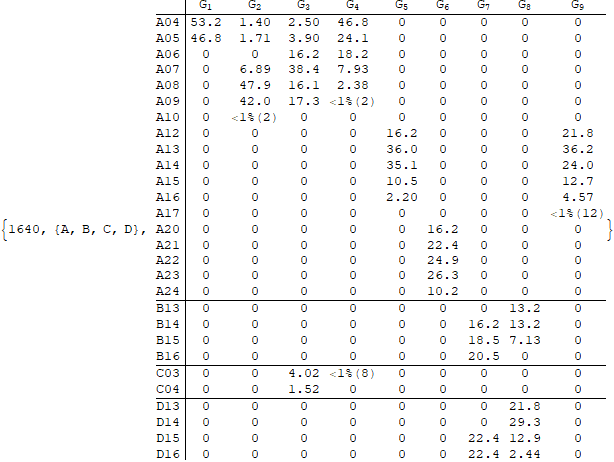 G1 G2 G3 G4 G5 G6 G7 G8 G9
A04 53.2 1.40 2.50 46.8 0 0 0 0 0
A05 46.8 1.71 3.90 24.1 0 0 0 0 0
A06 0 0 16.2 18.2 0 0 0 0 0
A07 0 6.89 38.4 7.93 0 0 0 0 0
A08 0 47.9 16.1 2.38 0 0 0 0 0
A09 0 42.0 17.3 <1%(2) 0 0 0 0 0
A10 0 <1%(2) 0 0 0 0 0 0 0
A12 0 0 0 0 16.2 0 0 0 21.8
A13 0 0 0 0 36.0 0 0 0 36.2
A14 0 0 0 0 35.1 0 0 0 24.0
A15 0 0 0 0 10.5 0 0 0 12.7
A16 0 0 0 0 2.20 0 0 0 4.57
A17 0 0 0 0 0 0 0 0 <1%(12)
{1640, {A, B, C, D}, A20 0 0 0 0 0 16.2 0 0 0 }
A21 0 0 0 0 0 22.4 0 0 0
A22 0 0 0 0 0 24.9 0 0 0
A23 0 0 0 0 0 26.3 0 0 0
A24 0 0 0 0 0 10.2 0 0 0
B13 0 0 0 0 0 0 0 13.2 0
B14 0 0 0 0 0 0 16.2 13.2 0
B15 0 0 0 0 0 0 18.5 7.13 0
B16 0 0 0 0 0 0 20.5 0 0
C03 0 0 4.02 <1%(8) 0 0 0 0 0
C04 0 0 1.52 0 0 0 0 0 0
D13 0 0 0 0 0 0 0 21.8 0
D14 0 0 0 0 0 0 0 29.3 0
D15 0 0 0 0 0 0 22.4 12.9 0
D16 0 0 0 0 0 0 22.4 2.44 0